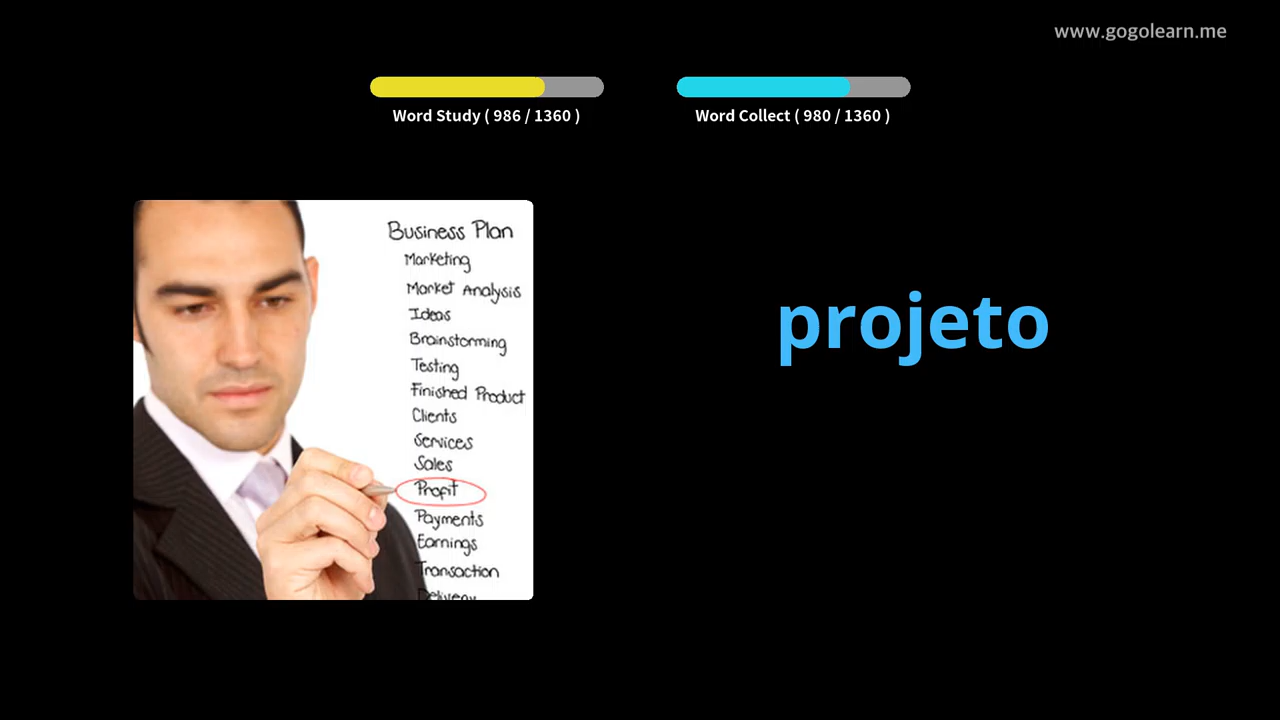 www.gogolearn.me
Word Study ( 986 / 1360 )
Word Collect ( 980 / 1360 )
Business Plan
Marketing
Market Analysis
Ideas
Brainstorming
Testing
Finished Product
Clients
Services
Sales
Profit
Payments
Earnings
Transaction
Delivery
projeto